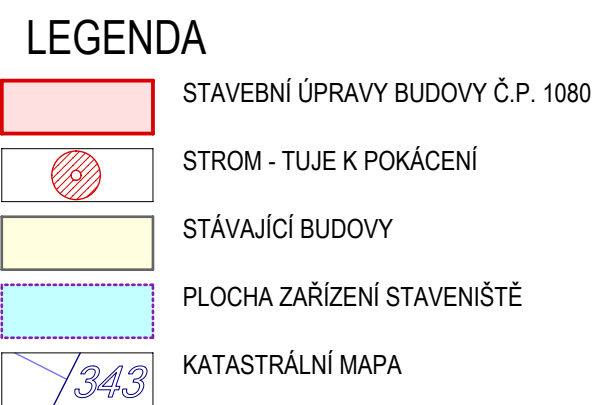 LEGENDA
STAVEBNÍ ÚPRAVY BUDOVY Č.P. 1080
STROM - TUJE K POKÁCENÍ
STÁVAJÍCÍ BUDOVY
PLOCHA ZAŘÍZENÍ STAVENIŠTĚ
343 KATASTRÁLNÍ MAPA